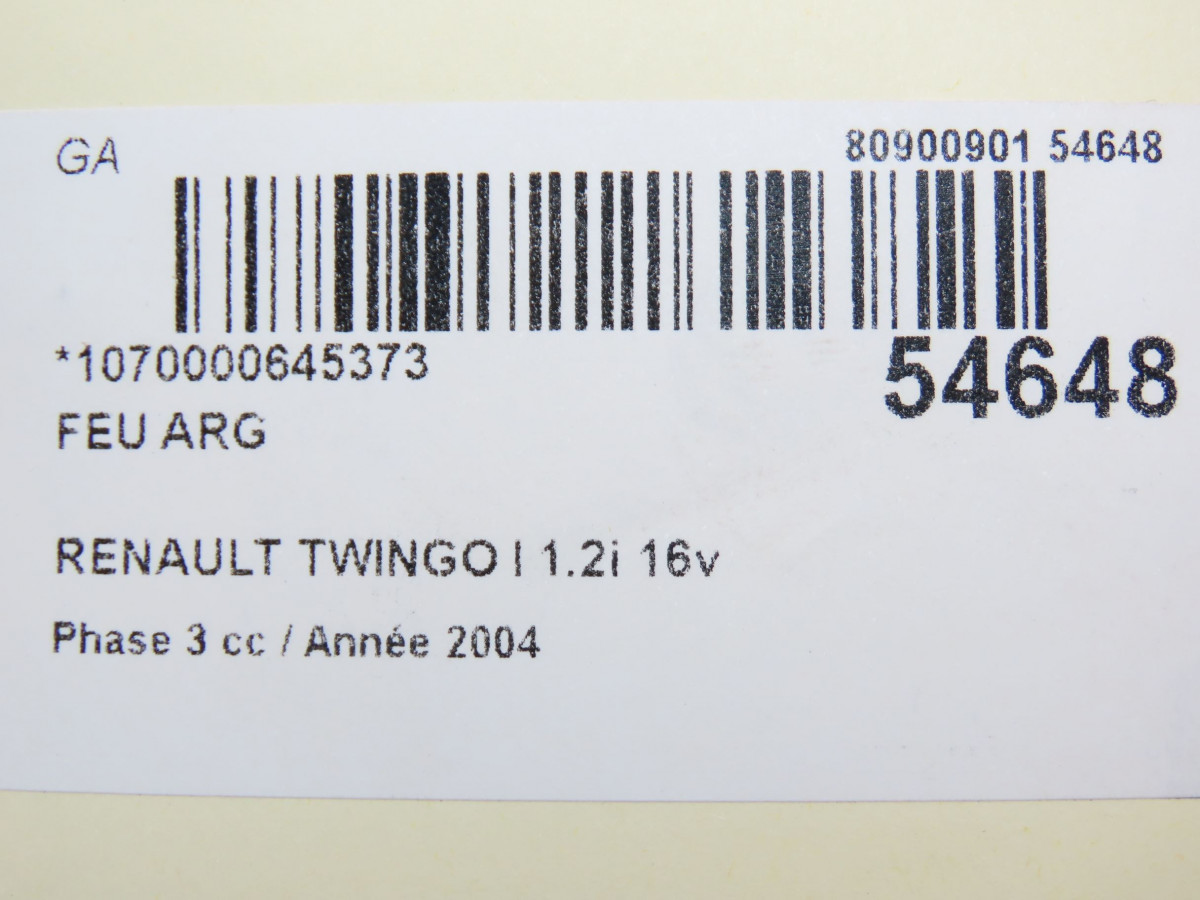 GA
80900901 54648
*1070000645373
54648
FEU ARG
RENAULT TWINGO I 1.2i 16v
Phase 3 cc / Année 2004